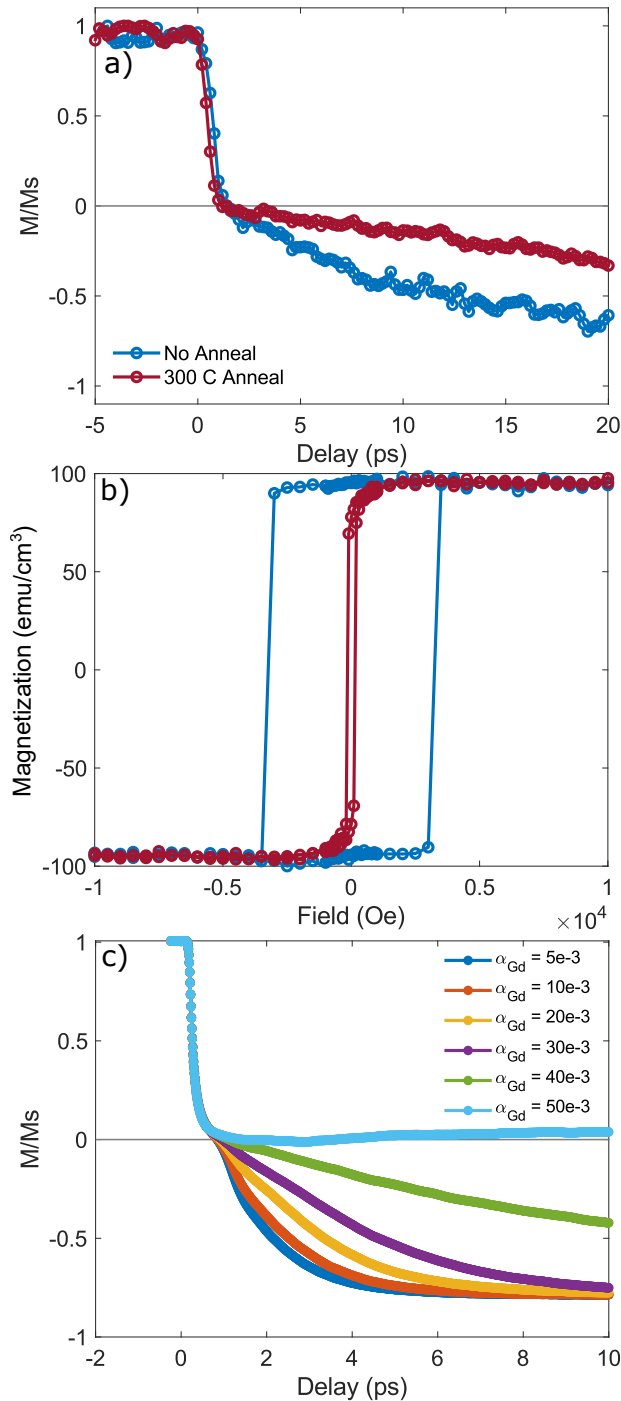 a)
1
0.5
0
-0.5
-1
M/Ms
No Anneal
300 C Anneal
-5 0 5 10 15 20
Delay (ps)
b)
100
50
0
-50
-100
Magnetization (emu/cm³)
-1 -0.5 0 0.5 1
Field (Oe)
×10⁴
c)
1
0.5
0
-0.5
-1
M/Ms
α_Gd = 5e-3
α_Gd = 10e-3
α_Gd = 20e-3
α_Gd = 30e-3
α_Gd = 40e-3
α_Gd = 50e-3
-2 0 2 4 6 8 10
Delay (ps)